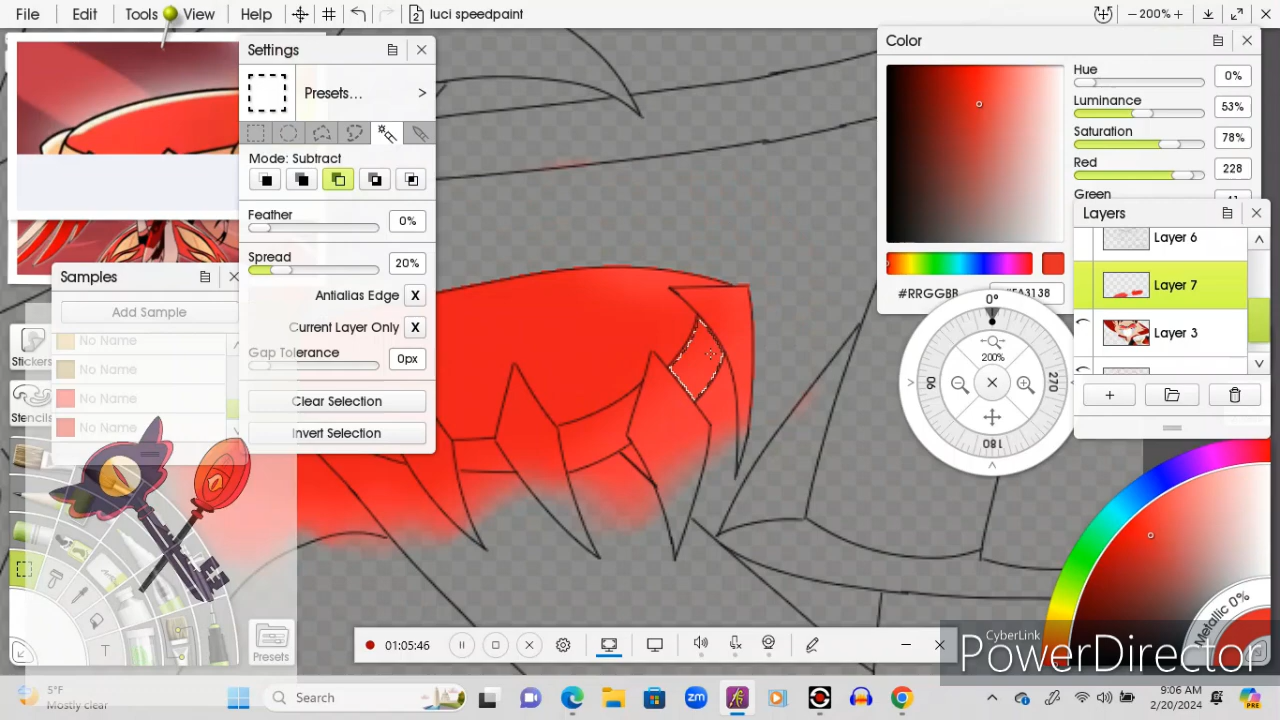 File Edit Tools View Help 2 luci speedpaint − 200% +
Settings
Presets... >
Mode: Subtract
Feather
0%
Spread
20%
Antialias Edge X
Current Layer Only X
Gap Tolerance
0px
Clear Selection
Invert Selection
Samples
Add Sample
No Name
No Name
No Name
No Name
Stickers
Stencils
Presets
T
Color
Hue
0%
Luminance
53%
Saturation
78%
Red
228
Green
#RRGGBB
Layers
Layer 6
Layer 7
Layer 3
0°
200%
90
270
180
Metallic 0%
01:05:46
CyberLink
PowerDirector
5°F
Mostly clear
Search
zm
9:06 AM
2/20/2024
PRE